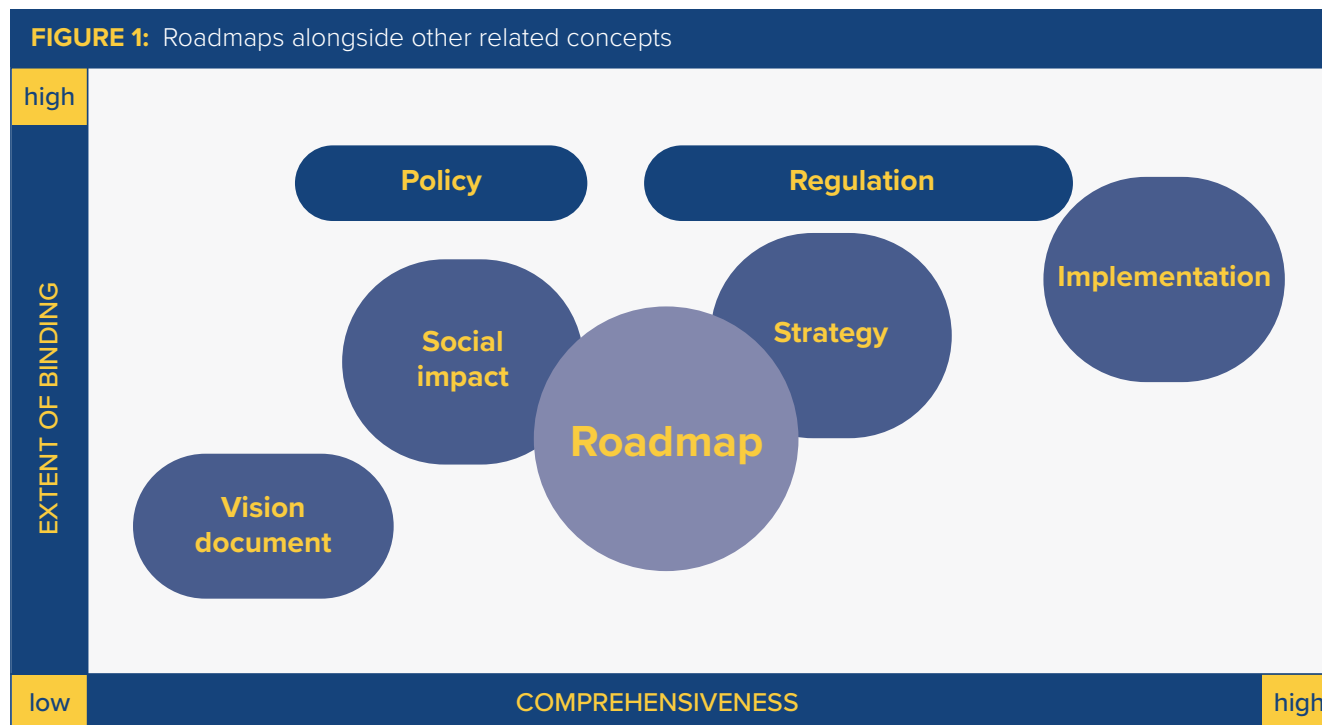 FIGURE 1: Roadmaps alongside other related concepts
high
Policy
Regulation
Implementation
Social
impact
Strategy
Roadmap
Vision
document
EXTENT OF BINDING
low
COMPREHENSIVENESS
high